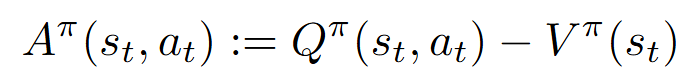 A^π(s_t, a_t) := Q^π(s_t, a_t) − V^π(s_t)